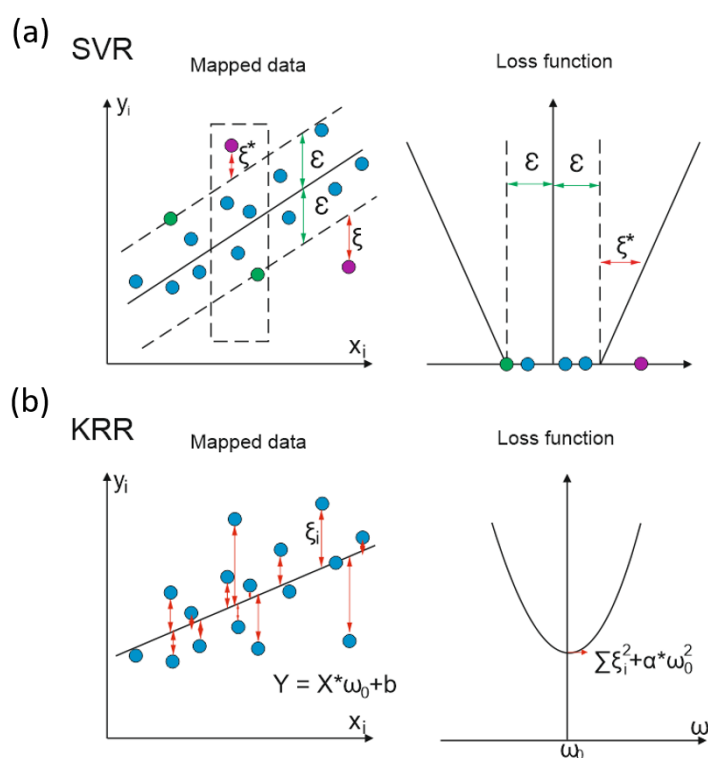 (a)
SVR
Mapped data
Loss function
yᵢ
ξ*
ε
ε
ξ
xᵢ
ε
ε
ξ*
(b)
KRR
Mapped data
Loss function
yᵢ
ξᵢ
Y = X*ω₀+b
xᵢ
∑ξᵢ²+α*ω₀²
ω₀
ω